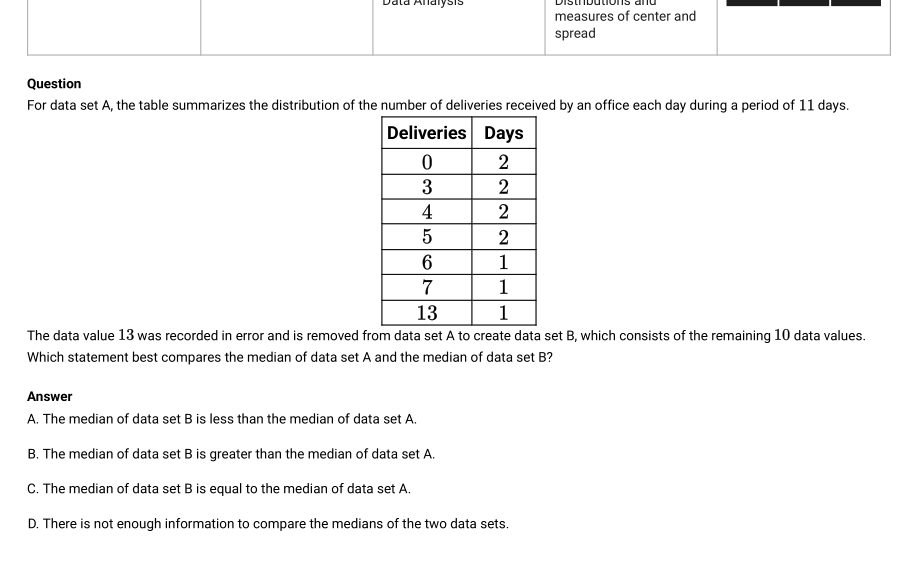 Data Analysis
Distributions and
measures of center and
spread
Question
For data set A, the table summarizes the distribution of the number of deliveries received by an office each day during a period of 11 days.
Deliveries Days
0 2
3 2
4 2
5 2
6 1
7 1
13 1
The data value 13 was recorded in error and is removed from data set A to create data set B, which consists of the remaining 10 data values.
Which statement best compares the median of data set A and the median of data set B?
Answer
A. The median of data set B is less than the median of data set A.
B. The median of data set B is greater than the median of data set A.
C. The median of data set B is equal to the median of data set A.
D. There is not enough information to compare the medians of the two data sets.